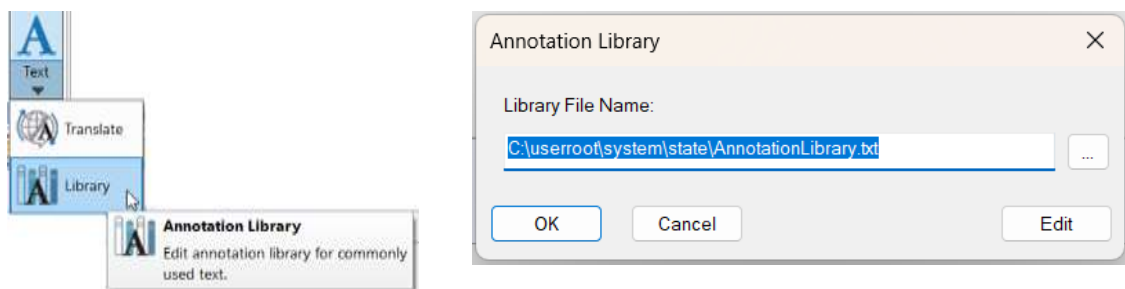 A
Text
Translate
Library
Annotation Library
Edit annotation library for commonly
used text.
Annotation Library
Library File Name:
C:\userroot\system\state\AnnotationLibrary.txt
...
OK
Cancel
Edit